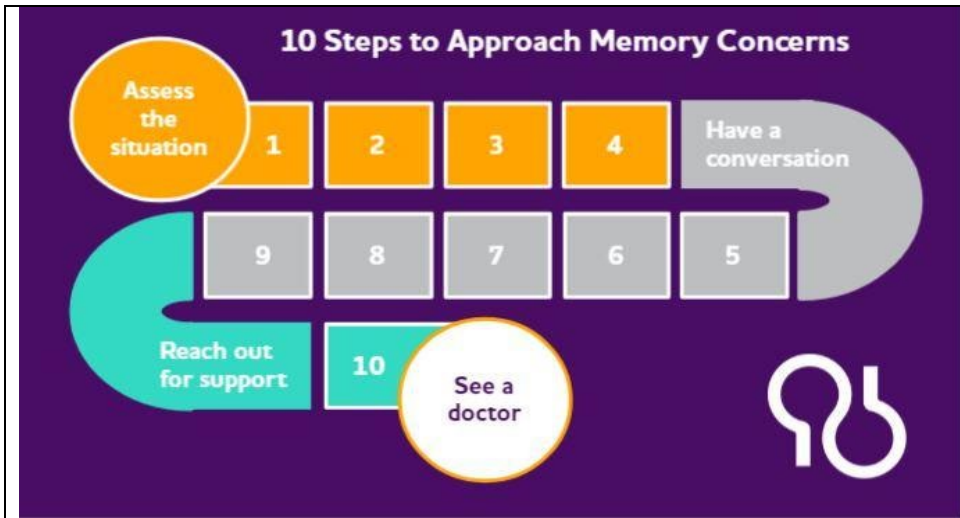 10 Steps to Approach Memory Concerns
Assess
the
situation
1
2
3
4
Have a
conversation
9
8
7
6
5
Reach out
for support
10
See a
doctor